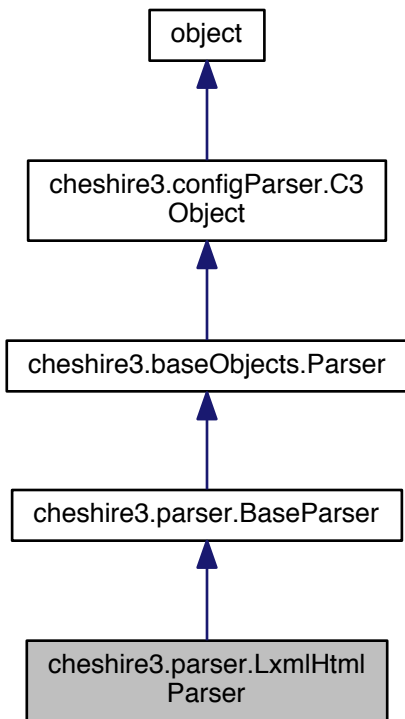 object
cheshire3.configParser.C3
Object
cheshire3.baseObjects.Parser
cheshire3.parser.BaseParser
cheshire3.parser.LxmlHtml
Parser